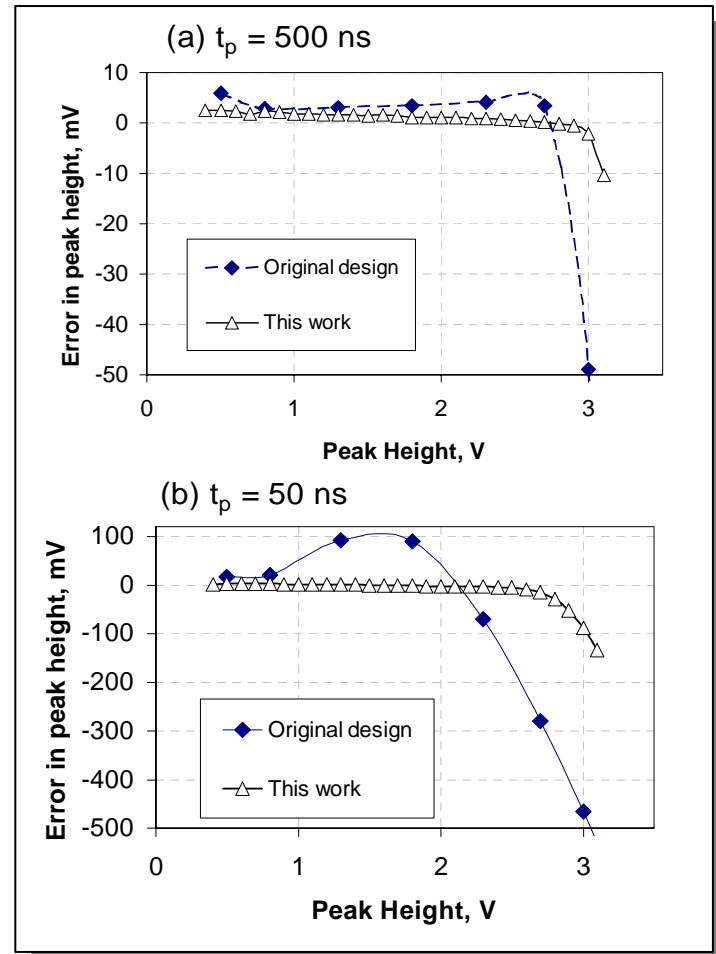 (a) tp = 500 ns
10
0
-10
-20
-30
-40
-50
0 1 2 3
Error in peak height, mV
Peak Height, V
Original design
This work
(b) tp = 50 ns
100
0
-100
-200
-300
-400
-500
0 1 2 3
Error in peak height, mV
Peak Height, V
Original design
This work